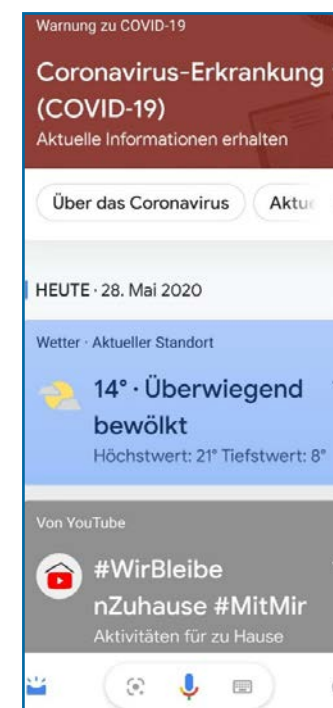 Warnung zu COVID-19
Coronavirus-Erkrankung
(COVID-19)
Aktuelle Informationen erhalten
Über das Coronavirus
HEUTE · 28. Mai 2020
Wetter · Aktueller Standort
14° · Überwiegend
bewölkt
Höchstwert: 21° Tiefstwert: 8°
Von YouTube
#WirBleibe
nZuhause #MitMir
Aktivitäten für zu Hause